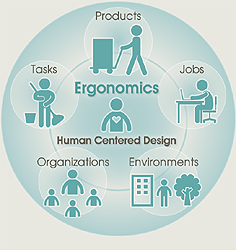 Products
Tasks
Jobs
Ergonomics
Human Centered Design
Organizations
Environments